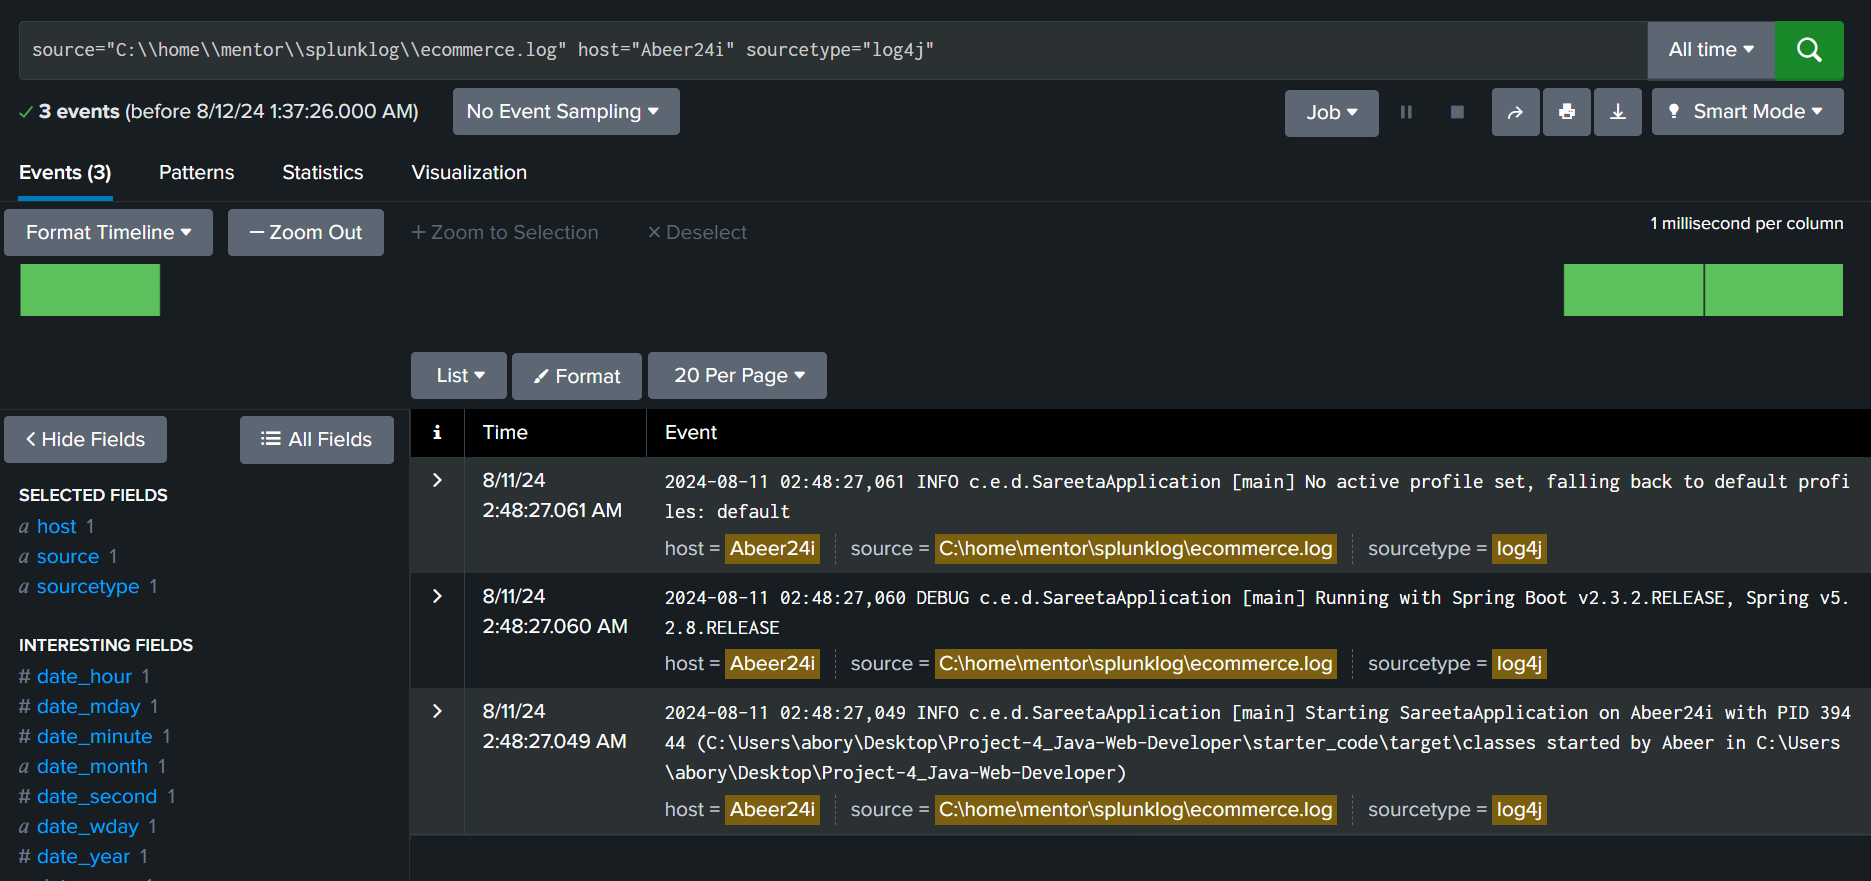 source="C:\\home\\mentor\\splunklog\\ecommerce.log" host="Abeer24i" sourcetype="log4j"
All time
3 events (before 8/12/24 1:37:26.000 AM)
No Event Sampling
Job
Smart Mode
Events (3)
Patterns
Statistics
Visualization
Format Timeline
— Zoom Out
+ Zoom to Selection
× Deselect
1 millisecond per column
List
Format
20 Per Page
< Hide Fields
All Fields
SELECTED FIELDS
a host 1
a source 1
a sourcetype 1
INTERESTING FIELDS
# date_hour 1
# date_mday 1
# date_minute 1
a date_month 1
# date_second 1
a date_wday 1
# date_year 1
i
Time
Event
>
8/11/24
2:48:27.061 AM
2024-08-11 02:48:27,061 INFO c.e.d.SareetaApplication [main] No active profile set, falling back to default profi
les: default
host = Abeer24i
source = C:\home\mentor\splunklog\ecommerce.log
sourcetype = log4j
>
8/11/24
2:48:27.060 AM
2024-08-11 02:48:27,060 DEBUG c.e.d.SareetaApplication [main] Running with Spring Boot v2.3.2.RELEASE, Spring v5.
2.8.RELEASE
host = Abeer24i
source = C:\home\mentor\splunklog\ecommerce.log
sourcetype = log4j
>
8/11/24
2:48:27.049 AM
2024-08-11 02:48:27,049 INFO c.e.d.SareetaApplication [main] Starting SareetaApplication on Abeer24i with PID 394
44 (C:\Users\abory\Desktop\Project-4_Java-Web-Developer\starter_code\target\classes started by Abeer in C:\Users
\abory\Desktop\Project-4_Java-Web-Developer)
host = Abeer24i
source = C:\home\mentor\splunklog\ecommerce.log
sourcetype = log4j